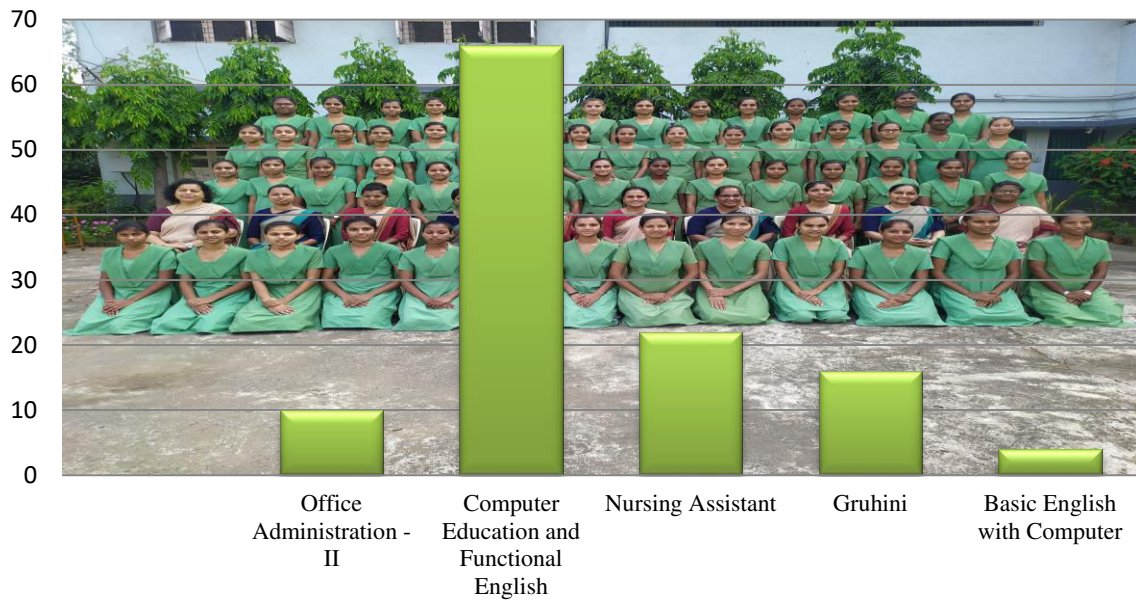 70
60
50
40
30
20
10
0
Office
Administration -
II
Computer
Education and
Functional
English
Nursing Assistant
Gruhini
Basic English
with Computer